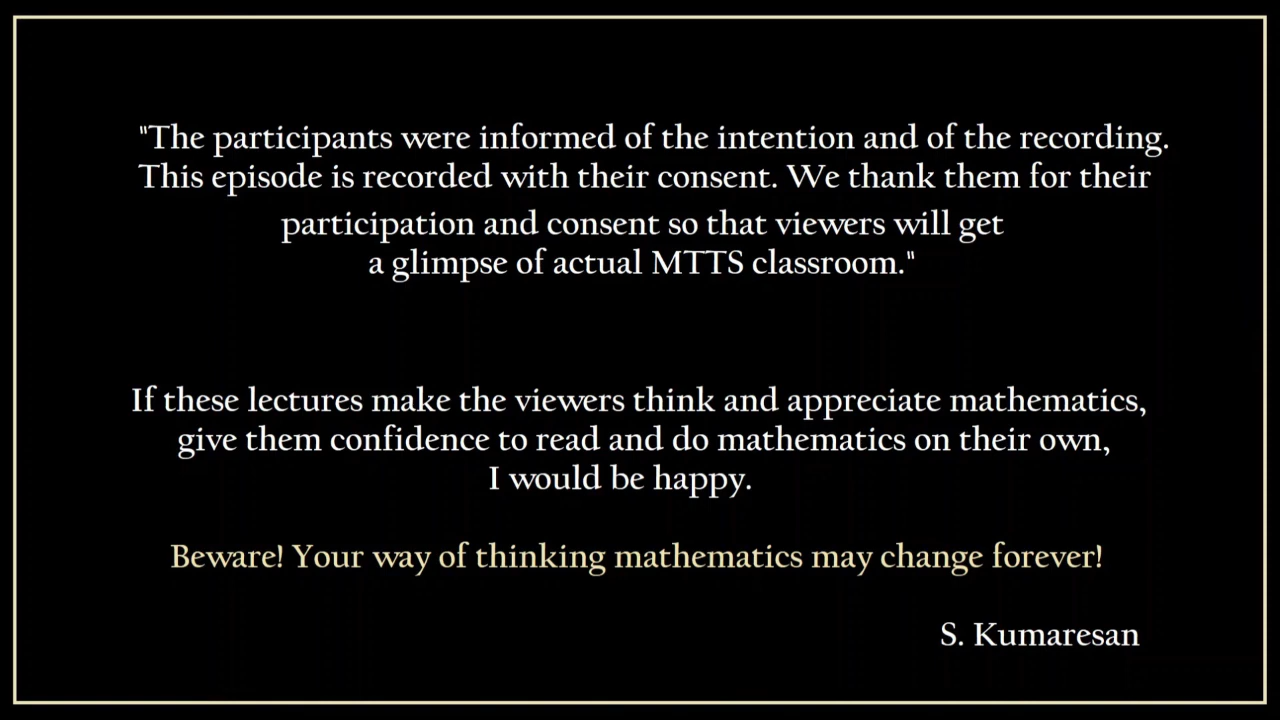 "The participants were informed of the intention and of the recording.
This episode is recorded with their consent. We thank them for their
participation and consent so that viewers will get
a glimpse of actual MTTS classroom."
If these lectures make the viewers think and appreciate mathematics,
give them confidence to read and do mathematics on their own,
I would be happy.
Beware! Your way of thinking mathematics may change forever!
S. Kumaresan